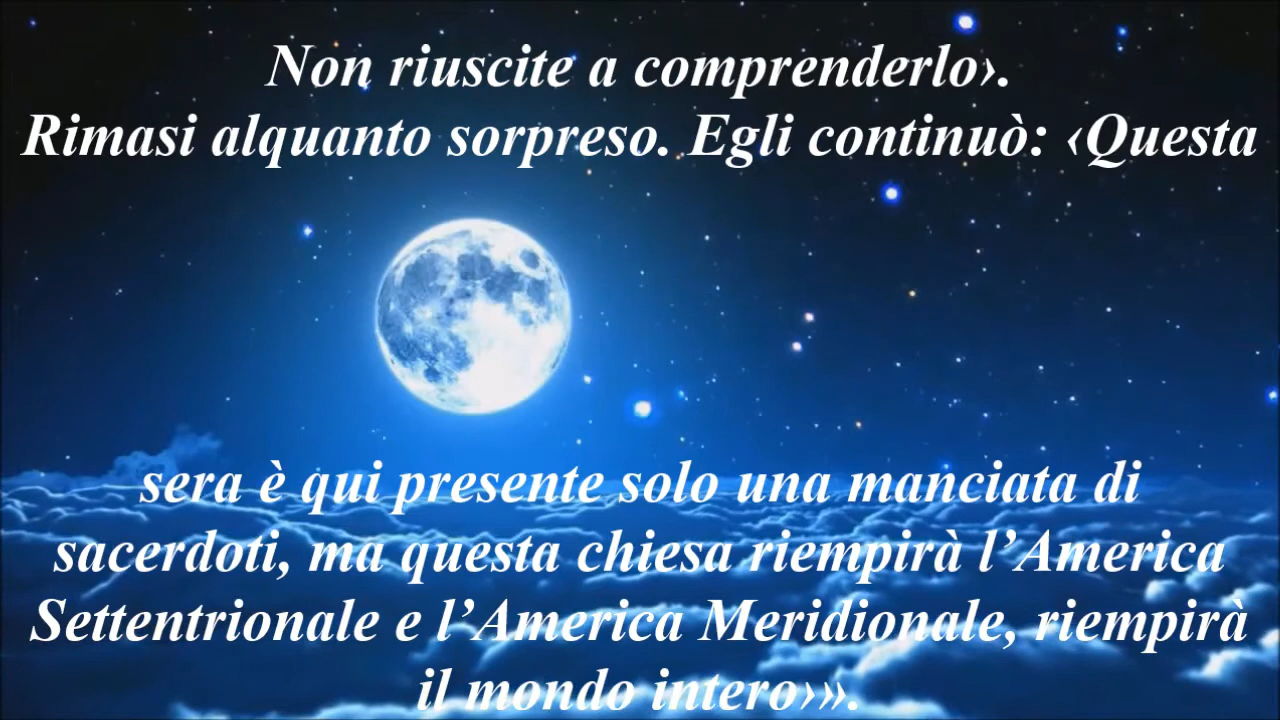 Non riuscite a comprenderlo›.
Rimasi alquanto sorpreso. Egli continuò: ‹Questa
sera è qui presente solo una manciata di
sacerdoti, ma questa chiesa riempirà l’America
Settentrionale e l’America Meridionale, riempirà
il mondo intero›».